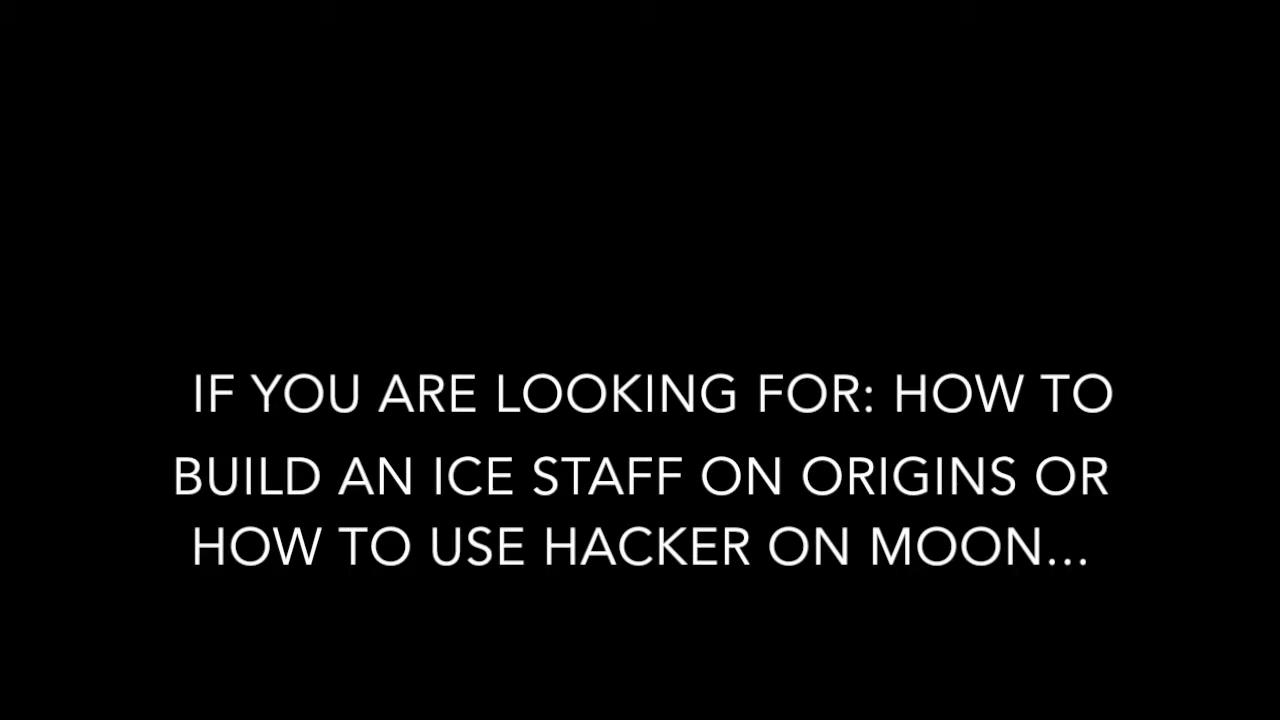 IF YOU ARE LOOKING FOR: HOW TO
BUILD AN ICE STAFF ON ORIGINS OR
HOW TO USE HACKER ON MOON...